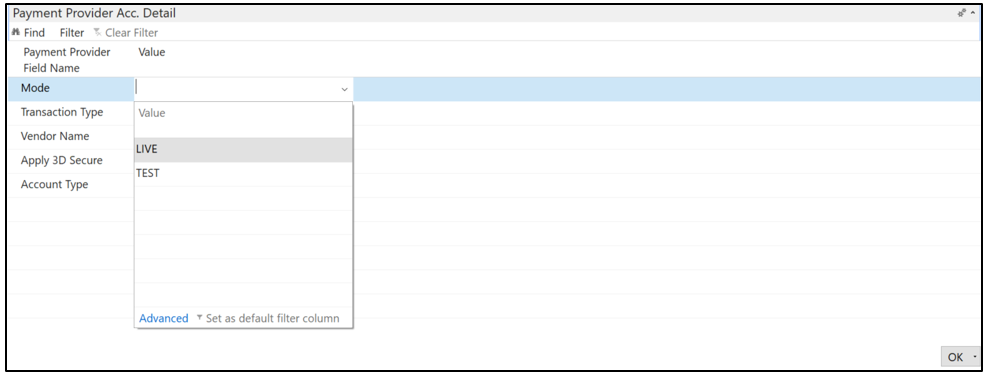 Payment Provider Acc. Detail
Find Filter Clear Filter
Payment Provider Value
Field Name
Mode
Transaction Type Value
Vendor Name
LIVE
Apply 3D Secure
TEST
Account Type
Advanced Set as default filter column
OK